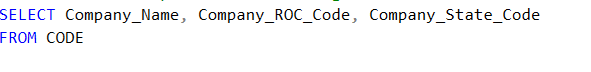 SELECT Company_Name, Company_ROC_Code, Company_State_Code
FROM CODE